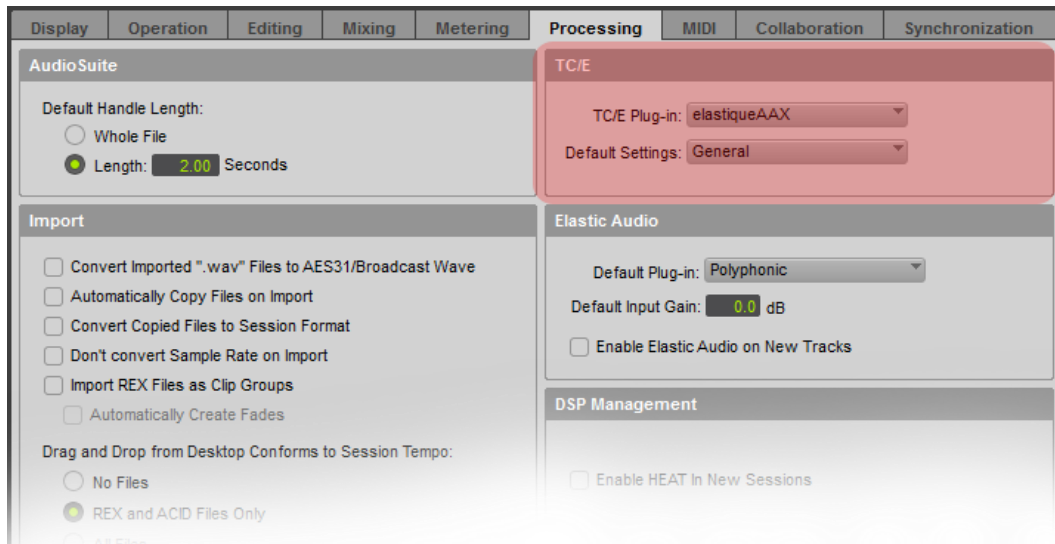 Display Operation Editing Mixing Metering Processing MIDI Collaboration Synchronization
AudioSuite
Default Handle Length:
Whole File
Length: 2.00 Seconds
TC/E
TC/E Plug-in: elastiqueAAX
Default Settings: General
Import
Convert Imported ".wav" Files to AES31/Broadcast Wave
Automatically Copy Files on Import
Convert Copied Files to Session Format
Don't convert Sample Rate on Import
Import REX Files as Clip Groups
Automatically Create Fades
Drag and Drop from Desktop Conforms to Session Tempo:
No Files
REX and ACID Files Only
All Files
Elastic Audio
Default Plug-in: Polyphonic
Default Input Gain: 0.0 dB
Enable Elastic Audio on New Tracks
DSP Management
Enable HEAT In New Sessions